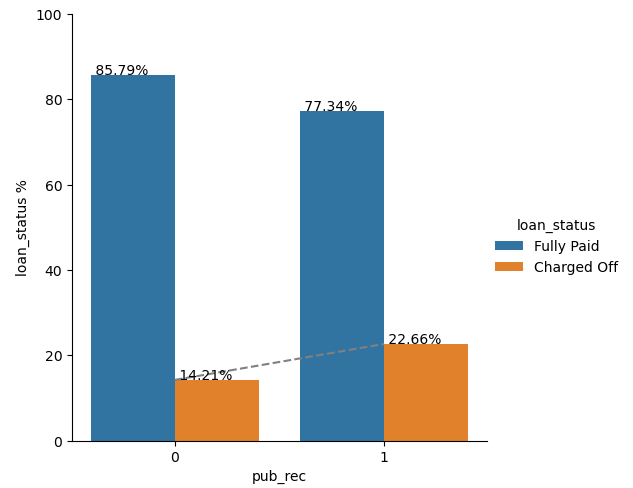 100
80
60
40
20
0
loan_status %
85.79%
77.34%
14.21%
22.66%
0
1
pub_rec
loan_status
Fully Paid
Charged Off